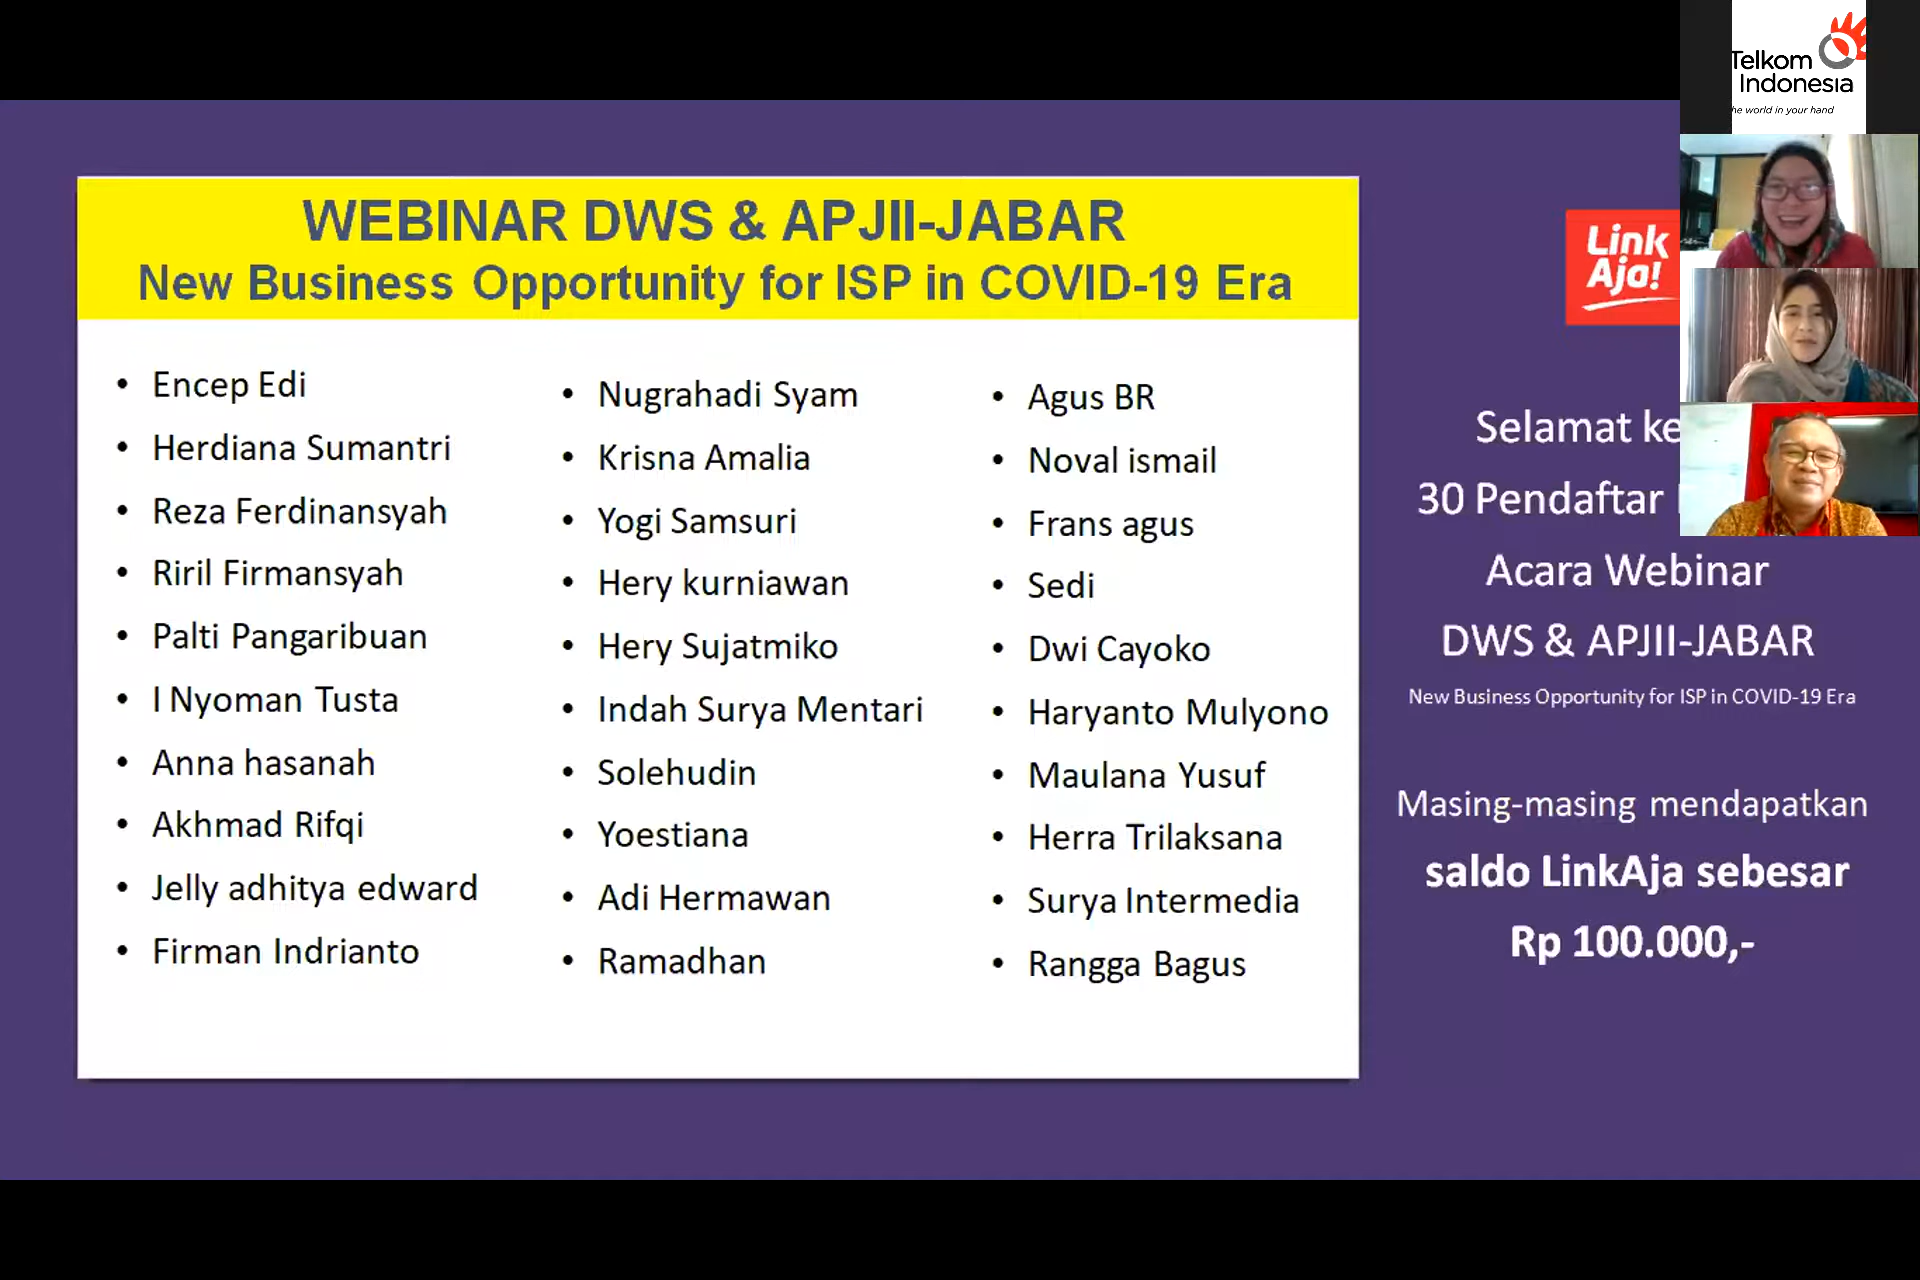 Telkom
Indonesia
the world in your hand
WEBINAR DWS & APJII-JABAR
New Business Opportunity for ISP in COVID-19 Era
• Encep Edi
• Herdiana Sumantri
• Reza Ferdinansyah
• Riril Firmansyah
• Palti Pangaribuan
• I Nyoman Tusta
• Anna hasanah
• Akhmad Rifqi
• Jelly adhitya edward
• Firman Indrianto
• Nugrahadi Syam
• Krisna Amalia
• Yogi Samsuri
• Hery kurniawan
• Hery Sujatmiko
• Indah Surya Mentari
• Solehudin
• Yoestiana
• Adi Hermawan
• Ramadhan
• Agus BR
• Noval ismail
• Frans agus
• Sedi
• Dwi Cayoko
• Haryanto Mulyono
• Maulana Yusuf
• Herra Trilaksana
• Surya Intermedia
• Rangga Bagus
Link
Aja!
Selamat
30 Pendaftar
Acara Webinar
DWS & APJIII-JABAR
New Business Opportunity for ISP in COVID-19 Era
Masing-masing mendapatkan
saldo LinkAja sebesar
Rp 100.000,-